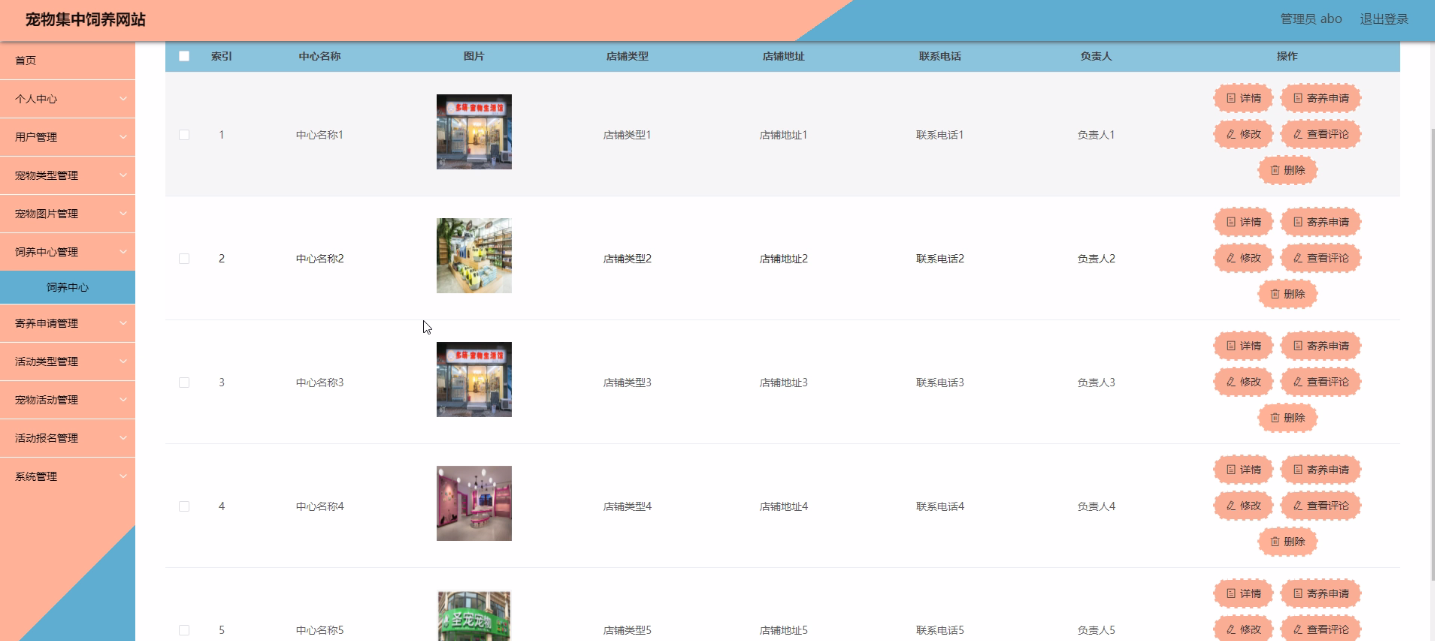 宠物集中饲养网站
管理员 abo 退出登录
首页
个人中心
用户管理
宠物类型管理
宠物图片管理
饲养中心管理
饲养中心
寄养申请管理
活动类型管理
宠物活动管理
活动报名管理
系统管理
索引 中心名称 图片 店铺类型 店铺地址 联系电话 负责人 操作
1 中心名称1 店铺类型1 店铺地址1 联系电话1 负责人1
详情 寄养申请
修改 查看评论
删除
2 中心名称2 店铺类型2 店铺地址2 联系电话2 负责人2
详情 寄养申请
修改 查看评论
删除
3 中心名称3 店铺类型3 店铺地址3 联系电话3 负责人3
详情 寄养申请
修改 查看评论
删除
4 中心名称4 店铺类型4 店铺地址4 联系电话4 负责人4
详情 寄养申请
修改 查看评论
删除
圣宠宠物
5 中心名称5 店铺类型5 店铺地址5 联系电话5 负责人5
详情 寄养申请
修改 查看评论